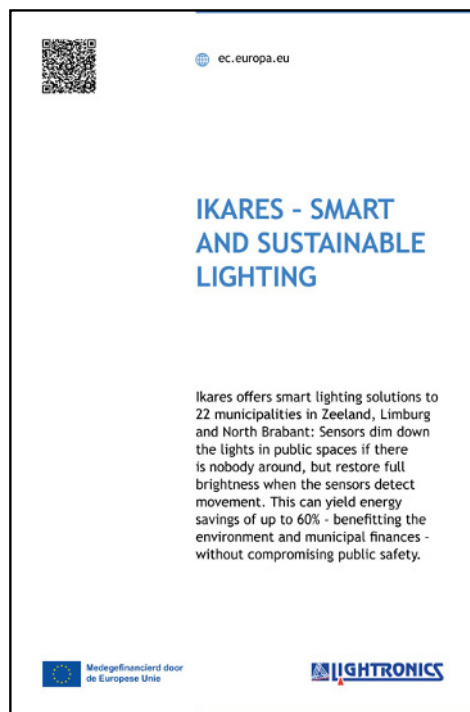 ec.europa.eu
IKARES - SMART
AND SUSTAINABLE
LIGHTING
Ikares offers smart lighting solutions to
22 municipalities in Zeeland, Limburg
and North Brabant: Sensors dim down
the lights in public spaces if there
is nobody around, but restore full
brightness when the sensors detect
movement. This can yield energy
savings of up to 60% - benefitting the
environment and municipal finances -
without compromising public safety.
Medegefinancierd door
de Europese Unie
LIGHTRONICS